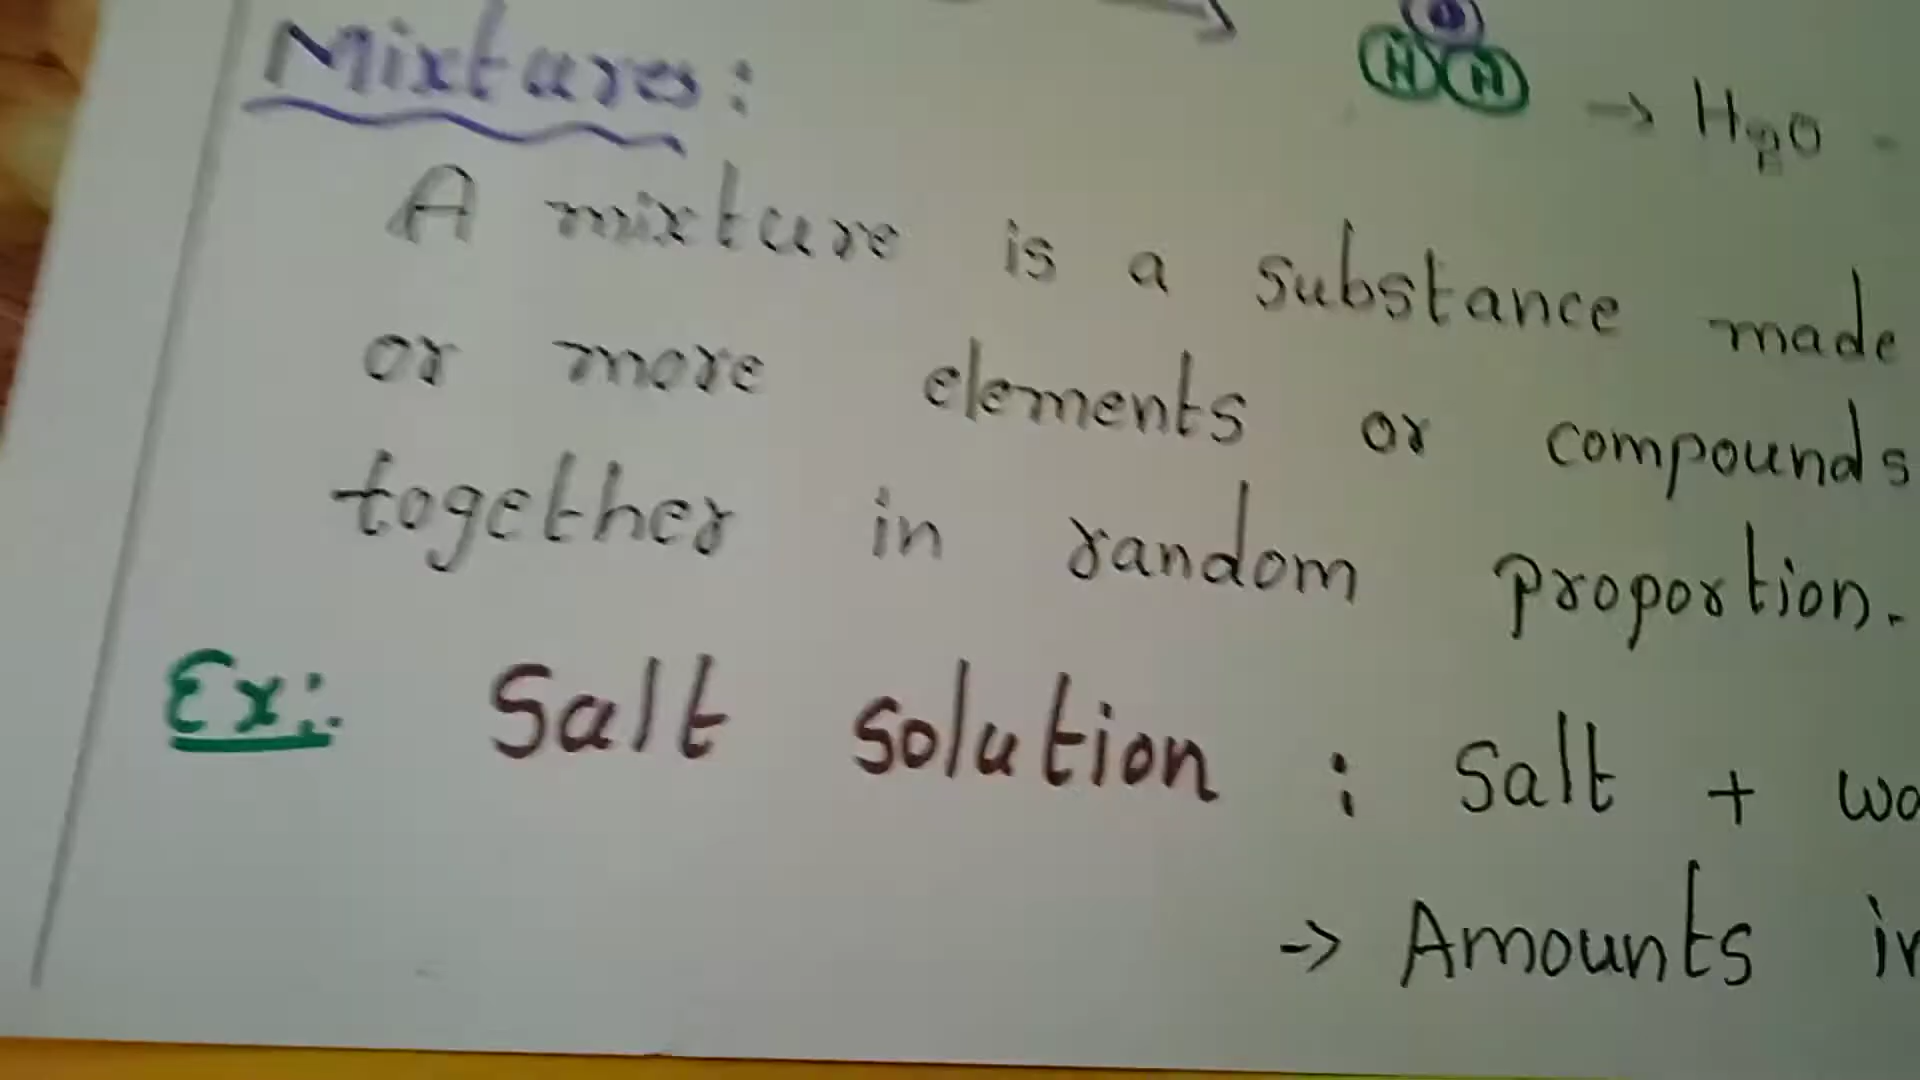 O
H H → H2O
Mixtures:
A mixture is a substance made
or more elements or compounds
together in random proportion.
Ex:- Salt solution : Salt +
→ Amounts